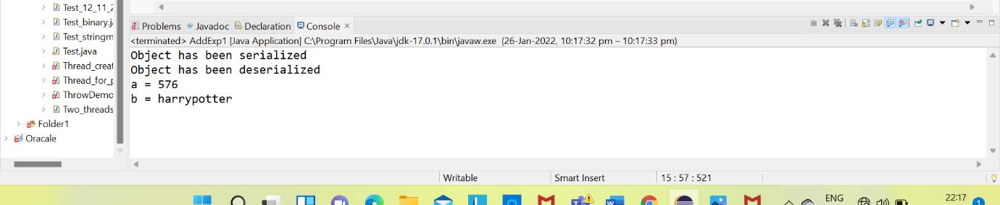 Test_12_11_2
Test_binary.j
Test_stringm
Test.java
Thread_creat
Thread_for_p
ThrowDemo
Two_threads
Folder1
Oracale
Problems @ Javadoc Declaration Console
<terminated> AddExp1 [Java Application] C:\Program Files\Java\jdk-17.0.1\bin\javaw.exe (26-Jan-2022, 10:17:32 pm – 10:17:33 pm)
Object has been serialized
Object has been deserialized
a = 576
b = harrypotter
Writable Smart Insert 15 : 57 : 521
ENG 22:17 1